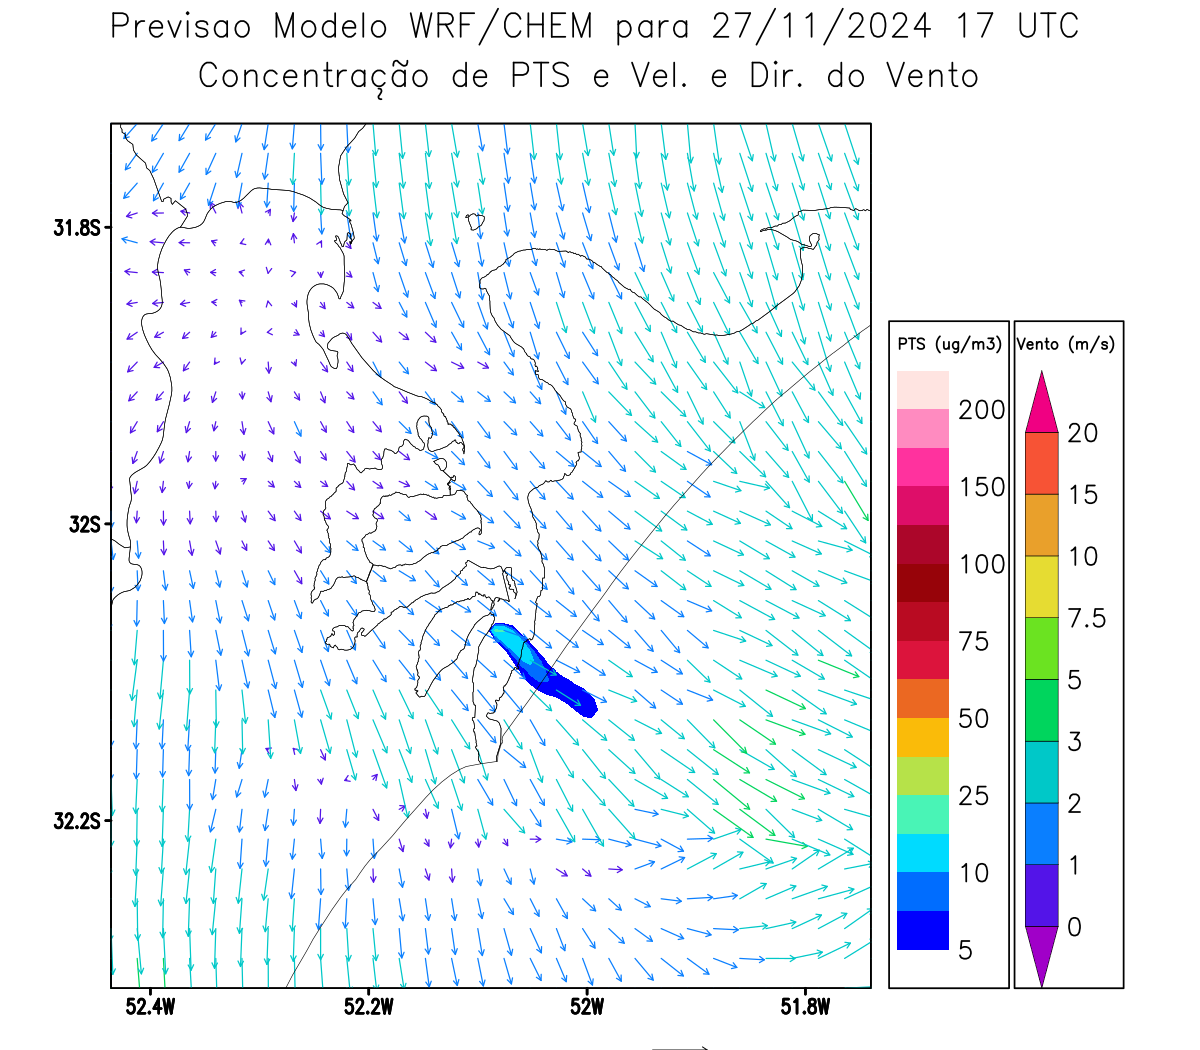 Previsao Modelo WRF/CHEM para 27/11/2024 17 UTC
Concentração de PTS e Vel. e Dir. do Vento
31.8S
32S
32.2S
52.4W
52.2W
52W
51.8W
PTS (ug/m3)
200
150
100
75
50
25
10
5
Vento (m/s)
20
15
10
7.5
5
3
2
1
0